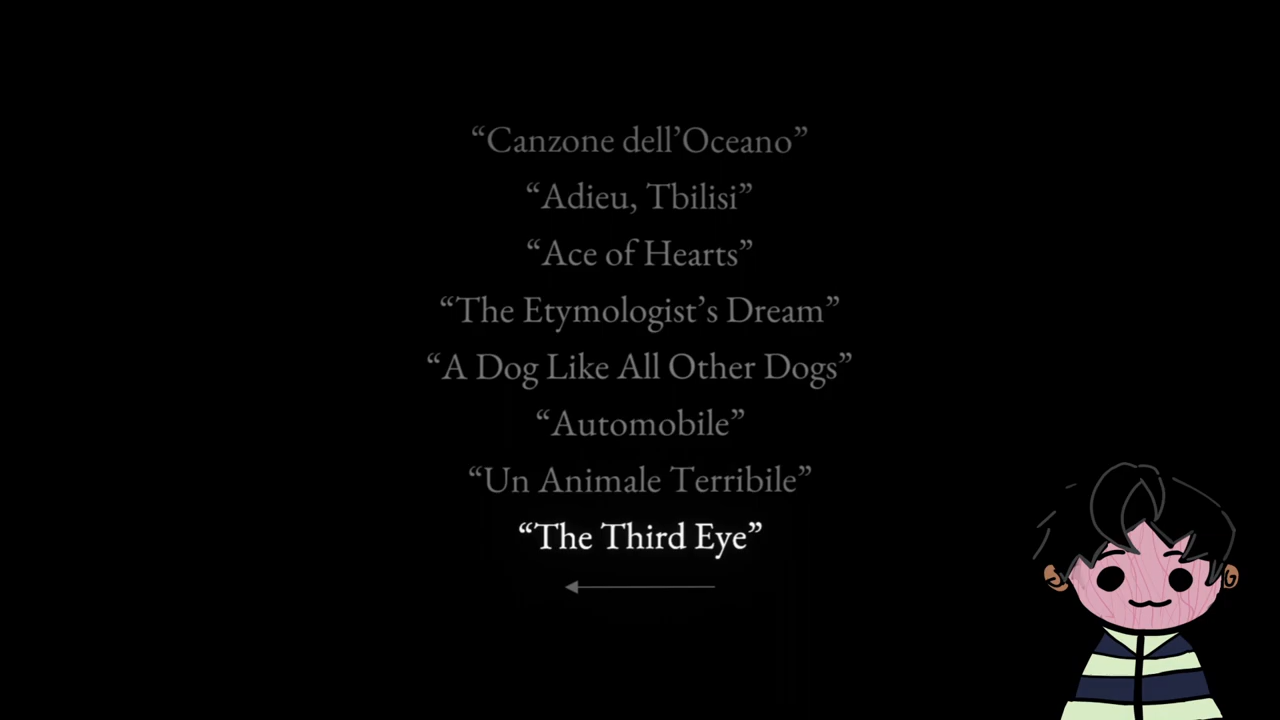 “Canzone dell’Oceano”
“Adieu, Tbilisi”
“Ace of Hearts”
“The Etymologist’s Dream”
“A Dog Like All Other Dogs”
“Automobile”
“Un Animale Terribile”
“The Third Eye”